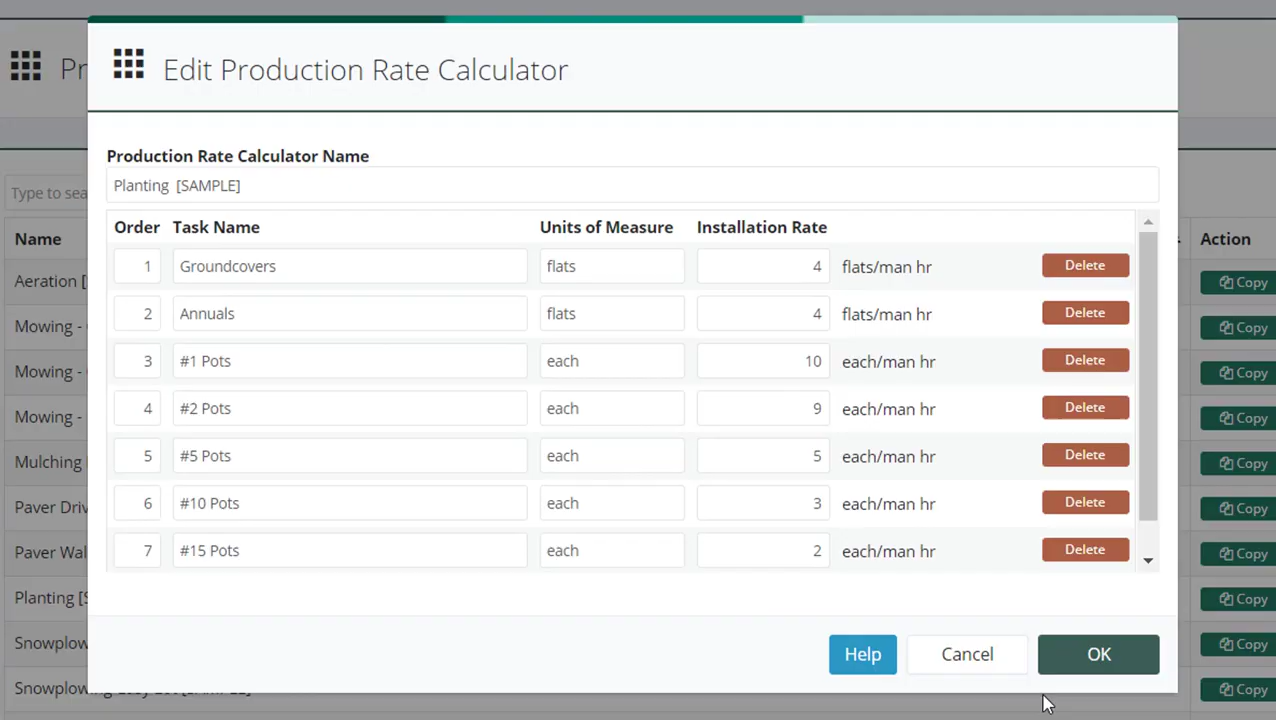 Pr
Edit Production Rate Calculator
Production Rate Calculator Name
Planting [SAMPLE]
Type to sea
Order Task Name Units of Measure Installation Rate
Name Action
1 Groundcovers flats 4 flats/man hr Delete
Aeration [ Copy
2 Annuals flats 4 flats/man hr Delete
Mowing - Copy
3 #1 Pots each 10 each/man hr Delete
Mowing - Copy
4 #2 Pots each 9 each/man hr Delete
Mowing - Copy
5 #5 Pots each 5 each/man hr Delete
Mulching Copy
6 #10 Pots each 3 each/man hr Delete
Paver Driv Copy
7 #15 Pots each 2 each/man hr Delete
Paver Wal Copy
Planting [S Copy
Snowplow Copy
Help Cancel OK
Snowplowing Copy